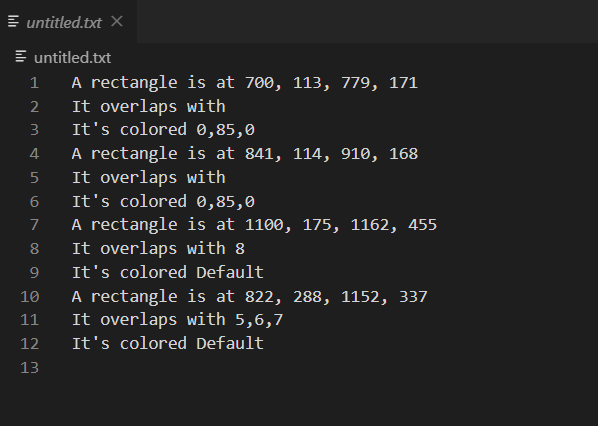 untitled.txt
untitled.txt
1 A rectangle is at 700, 113, 779, 171
2 It overlaps with
3 It's colored 0,85,0
4 A rectangle is at 841, 114, 910, 168
5 It overlaps with
6 It's colored 0,85,0
7 A rectangle is at 1100, 175, 1162, 455
8 It overlaps with 8
9 It's colored Default
10 A rectangle is at 822, 288, 1152, 337
11 It overlaps with 5,6,7
12 It's colored Default
13